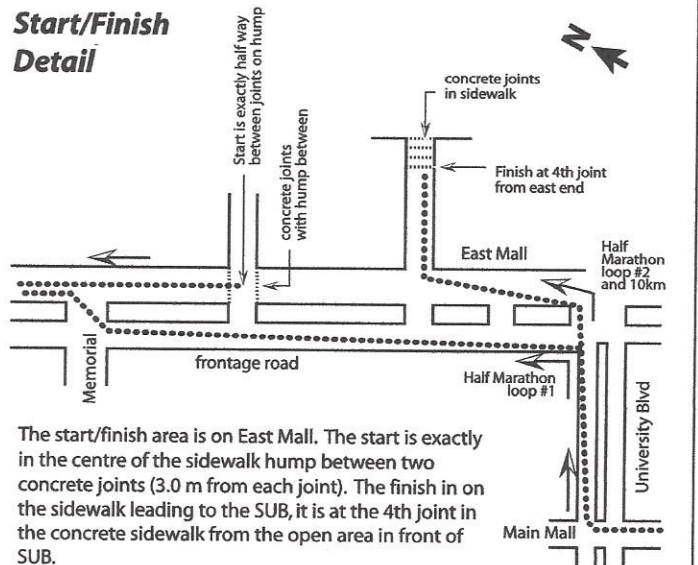 Start/Finish
Detail
N
Start is exactly half way
between joints on hump
concrete joints
with hump between
concrete joints
in sidewalk
Finish at 4th joint
from east end
East Mall
Half
Marathon
loop #2
and 10km
Memorial
frontage road
Half Marathon
loop #1
University Blvd
Main Mall
The start/finish area is on East Mall. The start is exactly
in the centre of the sidewalk hump between two
concrete joints (3.0 m from each joint). The finish in on
the sidewalk leading to the SUB, it is at the 4th joint in
the concrete sidewalk from the open area in front of
SUB.